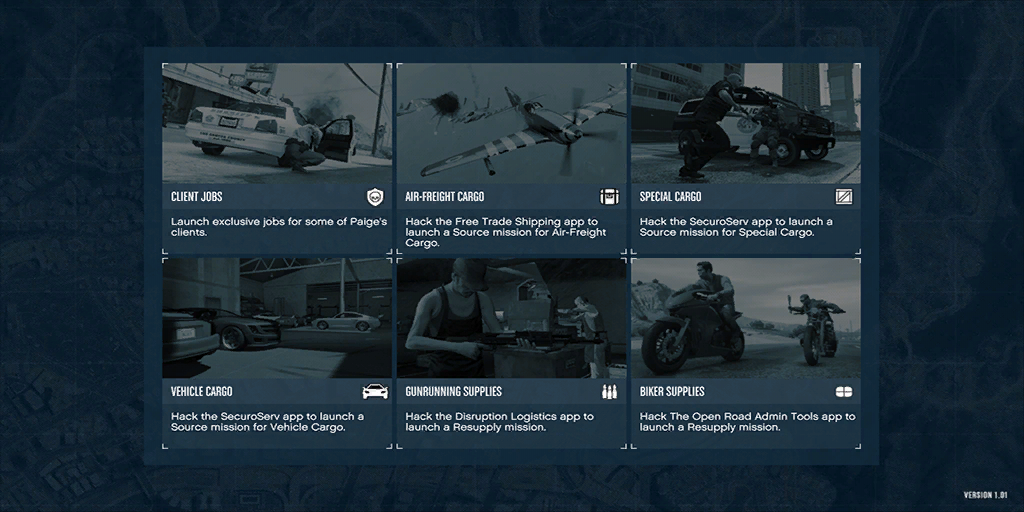 CLIENT JOBS
Launch exclusive jobs for some of Paige's
clients.
AIR-FREIGHT CARGO
Hack the Free Trade Shipping app to
launch a Source mission for Air-Freight
Cargo.
SPECIAL CARGO
Hack the SecuroServ app to launch a
Source mission for Special Cargo.
VEHICLE CARGO
Hack the SecuroServ app to launch a
Source mission for Vehicle Cargo.
GUNRUNNING SUPPLIES
Hack the Disruption Logistics app to
launch a Resupply mission.
BIKER SUPPLIES
Hack The Open Road Admin Tools app to
launch a Resupply mission.
VERSION 1.01